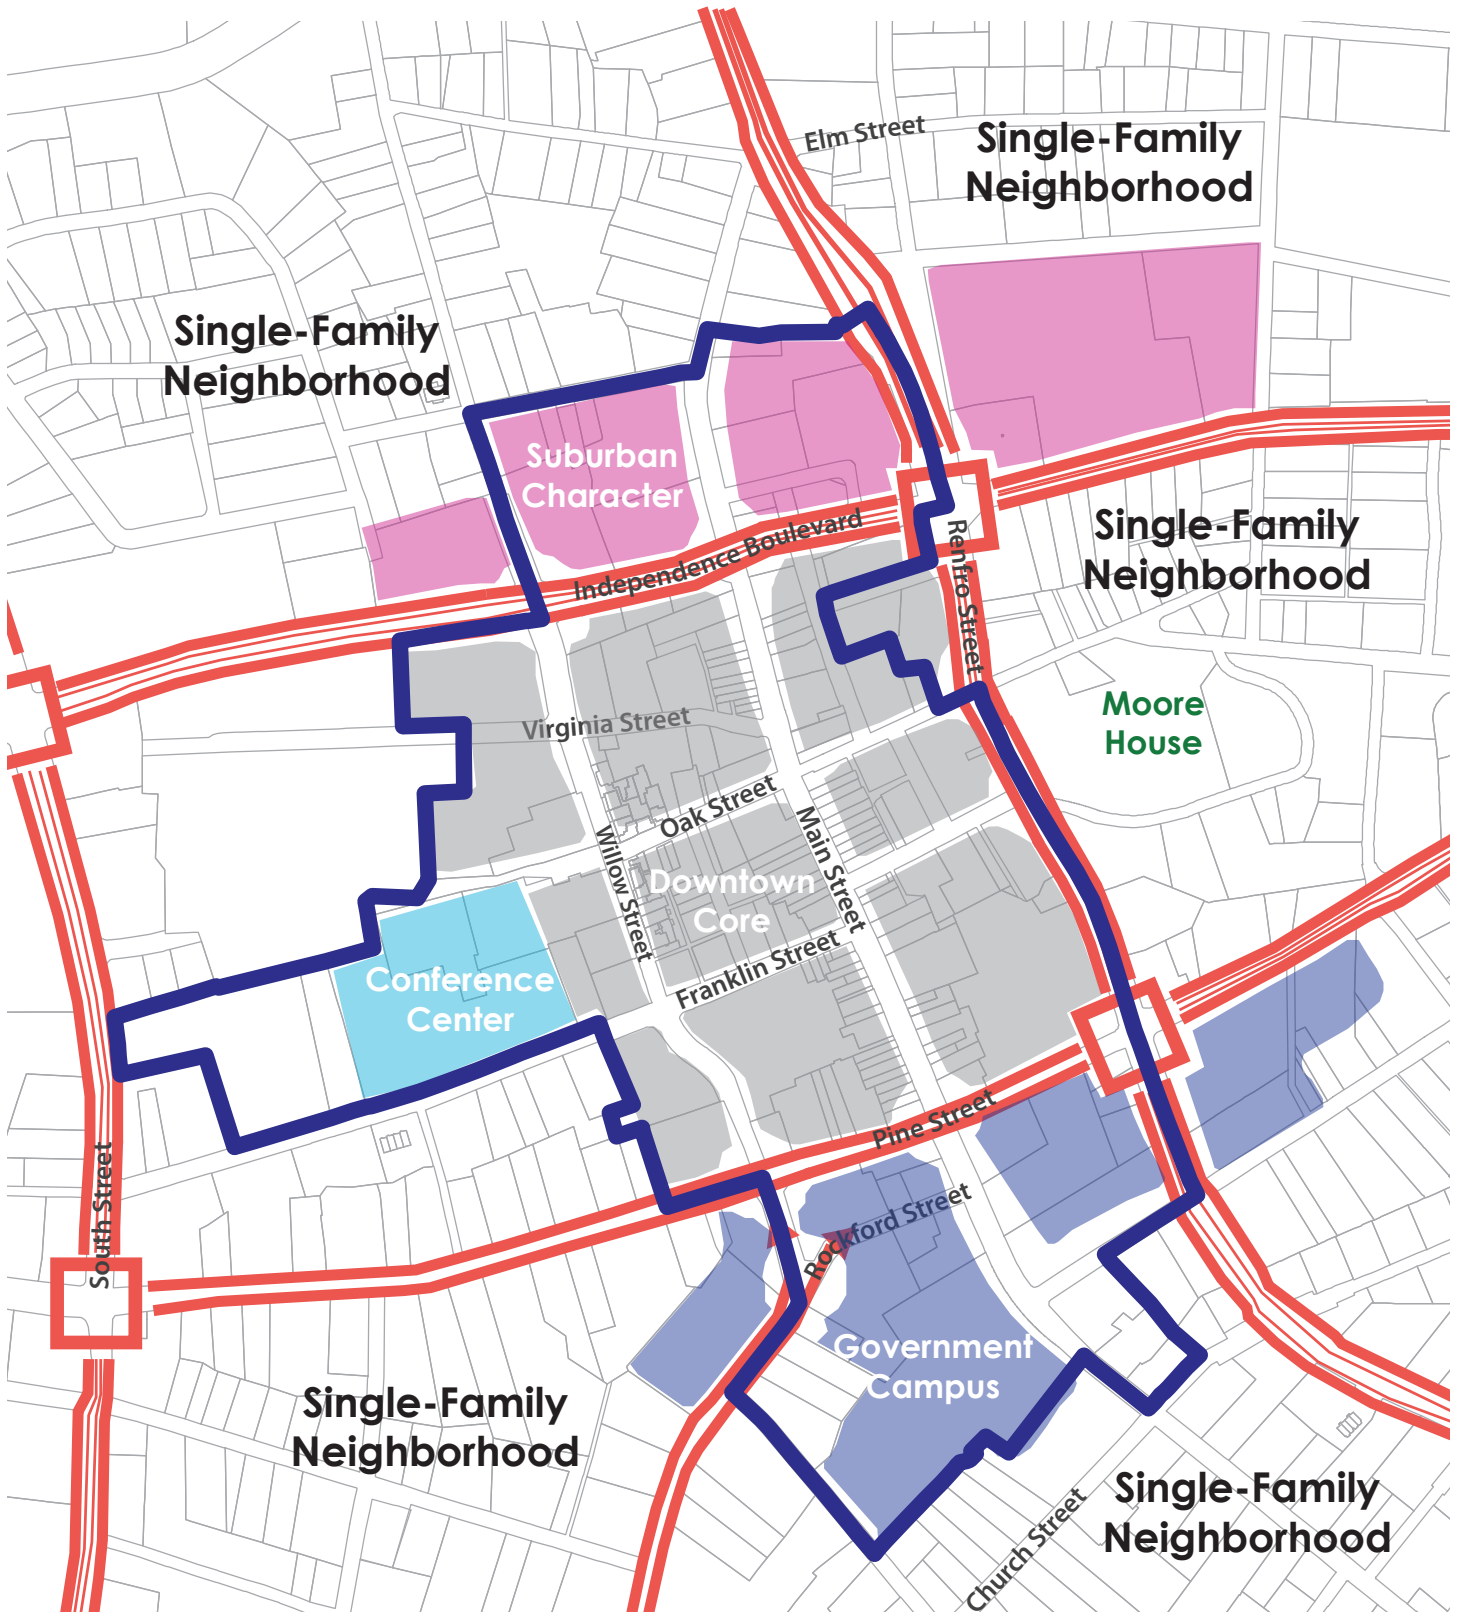 Elm Street
Single-Family
Neighborhood
Single-Family
Neighborhood
Suburban
Character
Independence Boulevard
Renfro Street
Single-Family
Neighborhood
Virginia Street
Moore
House
Oak Street
Main Street
Willow Street
Downtown
Core
Franklin Street
Conference
Center
Pine Street
South Street
Rockford Street
Government
Campus
Single-Family
Neighborhood
Single-Family
Neighborhood
Church Street